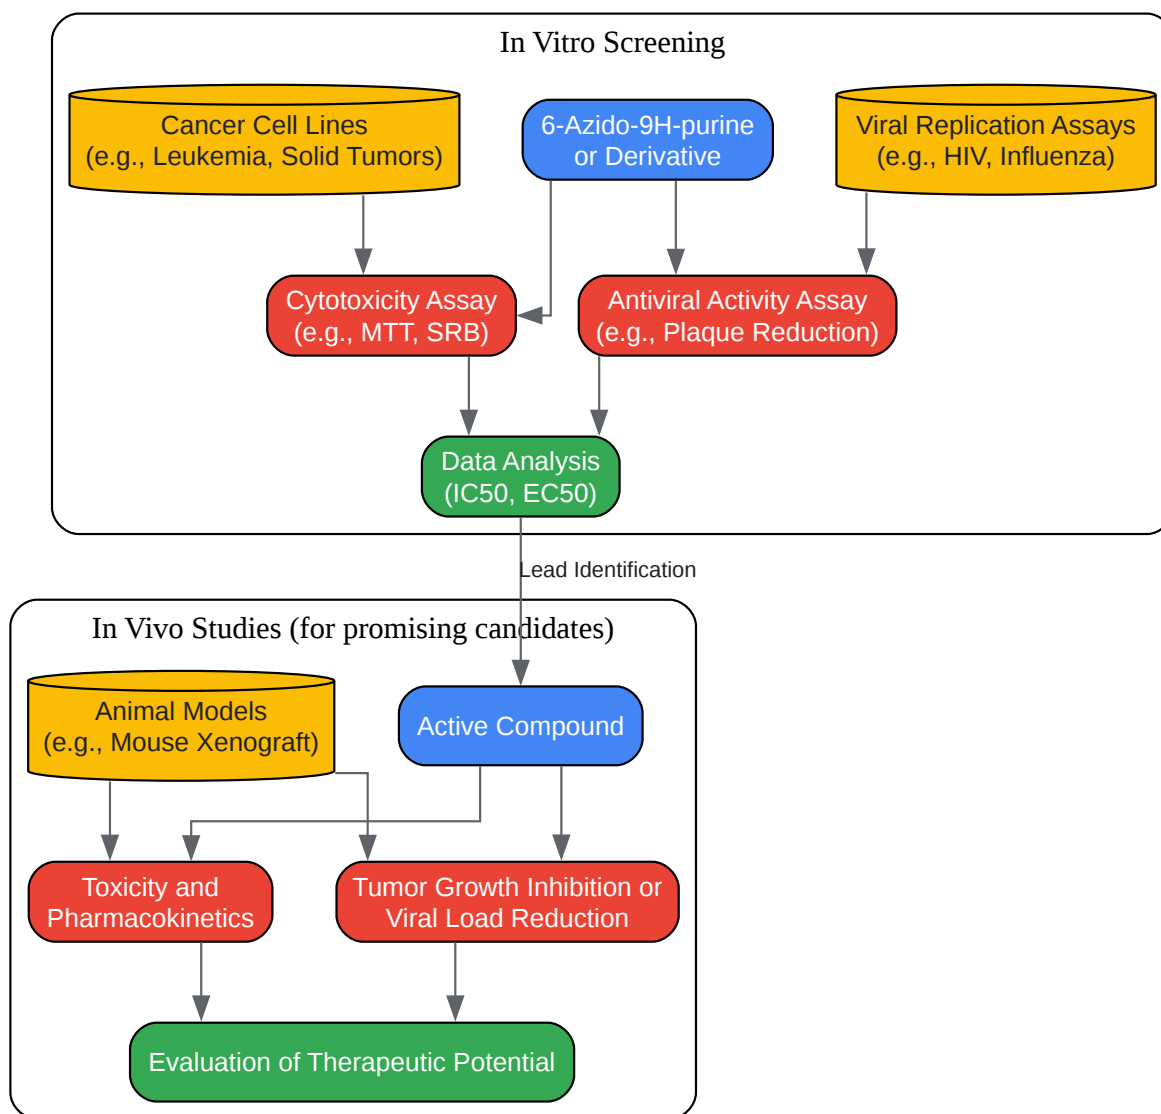 In Vitro Screening
Cancer Cell Lines
(e.g., Leukemia, Solid Tumors)
6-Azido-9H-purine
or Derivative
Viral Replication Assays
(e.g., HIV, Influenza)
Cytotoxicity Assay
(e.g., MTT, SRB)
Antiviral Activity Assay
(e.g., Plaque Reduction)
Data Analysis
(IC50, EC50)
Lead Identification
In Vivo Studies (for promising candidates)
Animal Models
(e.g., Mouse Xenograft)
Active Compound
Toxicity and
Pharmacokinetics
Tumor Growth Inhibition or
Viral Load Reduction
Evaluation of Therapeutic Potential